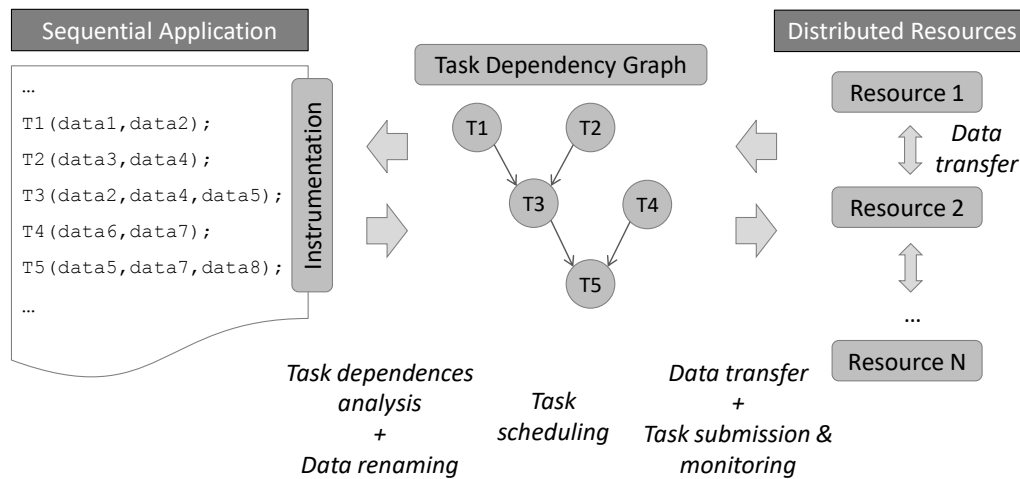 Sequential Application
…
T1(data1,data2);
T2(data3,data4);
T3(data2,data4,data5);
T4(data6,data7);
T5(data5,data7,data8);
…
Instrumentation
Task Dependency Graph
T1
T2
T3
T4
T5
Distributed Resources
Resource 1
Data
transfer
Resource 2
...
Resource N
Task dependences
analysis
+
Data renaming
Task
scheduling
Data transfer
+
Task submission &
monitoring